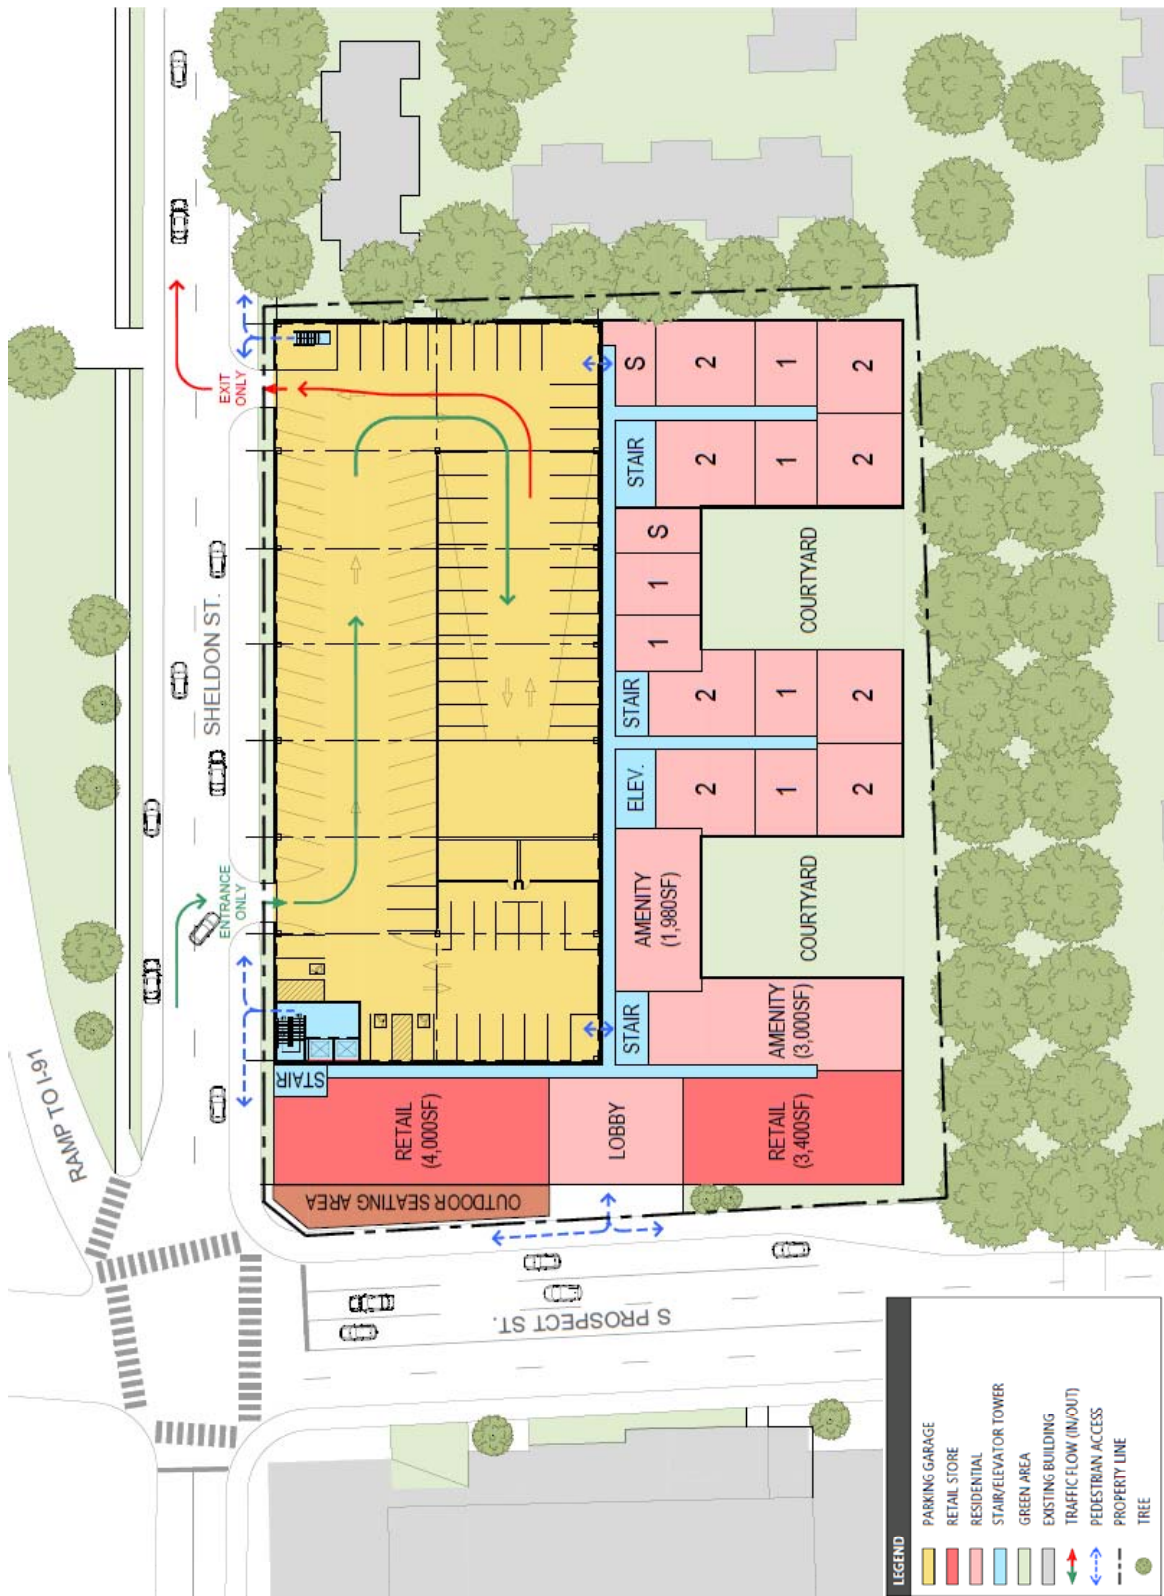 RAMP TO I-91
SHELDON ST.
ENTRANCE
ONLY
EXIT
ONLY
STAIR
RETAIL
(4,000SF)
OUTDOOR SEATING AREA
LOBBY
RETAIL
(3,400SF)
STAIR
AMENITY
(3,000SF)
AMENITY
(1,980SF)
COURTYARD
ELEV.
2
1
2
STAIR
2
1
2
1
1
S
COURTYARD
STAIR
2
1
2
S
2
1
2
S PROSPECT ST.
LEGEND
PARKING GARAGE
RETAIL STORE
RESIDENTIAL
STAIR/ELEVATOR TOWER
GREEN AREA
EXISTING BUILDING
TRAFFIC FLOW (IN/OUT)
PEDESTRIAN ACCESS
PROPERTY LINE
TREE